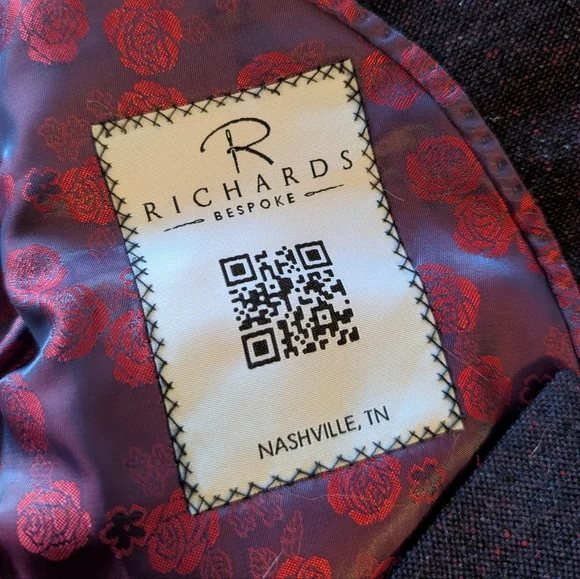 R
RICHARDS
BESPOKE
NASHVILLE, TN